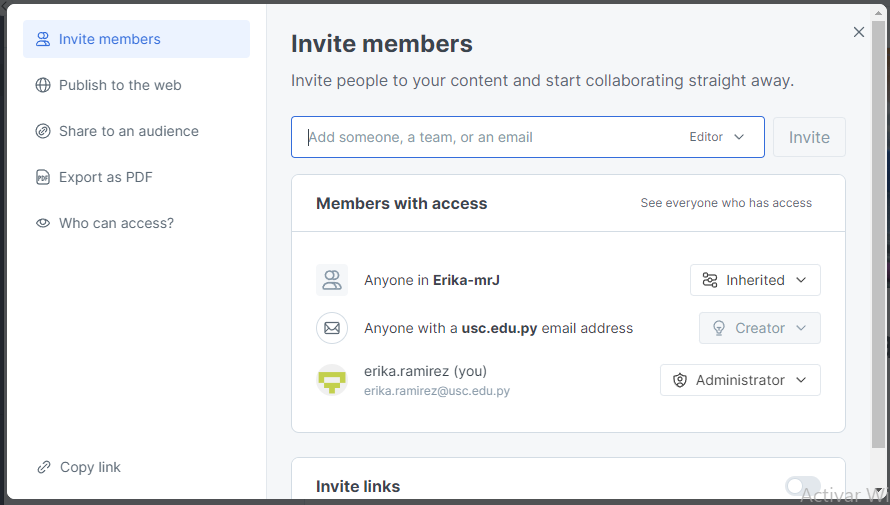 Invite members
Publish to the web
Share to an audience
PDF
Export as PDF
Who can access?
Copy link
Invite members
Invite people to your content and start collaborating straight away.
Add someone, a team, or an email Editor Invite
Members with access See everyone who has access
Anyone in Erika-mrJ Inherited
Anyone with a usc.edu.py email address Creator
erika.ramirez (you) Administrator
erika.ramirez@usc.edu.py
Invite links
Activar